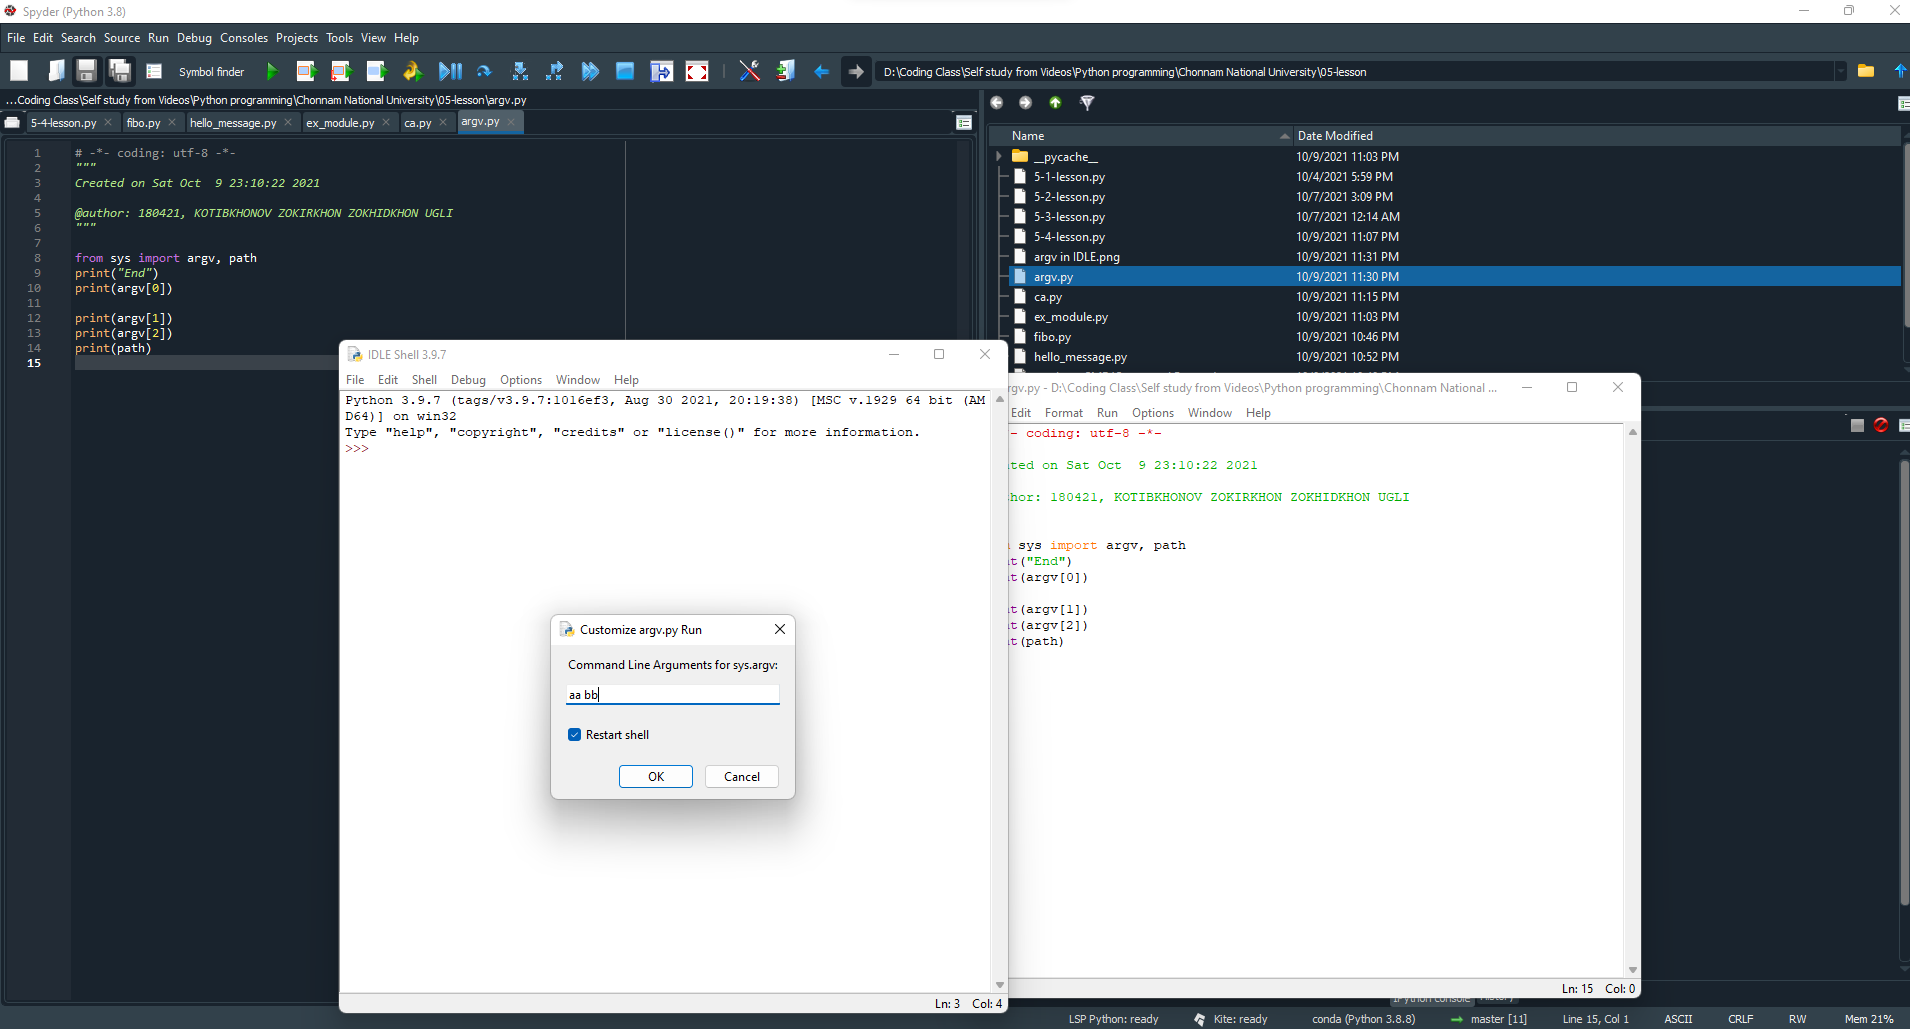 Spyder (Python 3.8)
File Edit Search Source Run Debug Consoles Projects Tools View Help
Symbol finder
D:\Coding Class\Self study from Videos\Python programming\Chonnam National University\05-lesson
...Coding Class\Self study from Videos\Python programming\Chonnam National University\05-lesson\argv.py
5-4-lesson.py fibo.py hello_message.py ex_module.py ca.py argv.py
1 # -*- coding: utf-8 -*-
2 """
3 Created on Sat Oct  9 23:10:22 2021
4
5 @author: 180421, KOTIBKHONOV ZOKIRKHON ZOKHIDKHON UGLI
6 """
7
8 from sys import argv, path
9 print("End")
10 print(argv[0])
11
12 print(argv[1])
13 print(argv[2])
14 print(path)
15
Name Date Modified
__pycache__ 10/9/2021 11:03 PM
5-1-lesson.py 10/4/2021 5:59 PM
5-2-lesson.py 10/7/2021 3:09 PM
5-3-lesson.py 10/7/2021 12:14 AM
5-4-lesson.py 10/9/2021 11:07 PM
argv in IDLE.png 10/9/2021 11:31 PM
argv.py 10/9/2021 11:30 PM
ca.py 10/9/2021 11:15 PM
ex_module.py 10/9/2021 11:03 PM
fibo.py 10/9/2021 10:46 PM
hello_message.py 10/9/2021 10:52 PM
IDLE Shell 3.9.7
File Edit Shell Debug Options Window Help
Python 3.9.7 (tags/v3.9.7:1016ef3, Aug 30 2021, 20:19:38) [MSC v.1929 64 bit (AM
D64)] on win32
Type "help", "copyright", "credits" or "license()" for more information.
>>>
Customize argv.py Run
Command Line Arguments for sys.argv:
aa bb
Restart shell
OK Cancel
Ln: 3 Col: 4
rgv.py - D:\Coding Class\Self study from Videos\Python programming\Chonnam National ...
Edit Format Run Options Window Help
- coding: utf-8 -*-
ted on Sat Oct  9 23:10:22 2021
hor: 180421, KOTIBKHONOV ZOKIRKHON ZOKHIDKHON UGLI
sys import argv, path
t("End")
t(argv[0])
t(argv[1])
t(argv[2])
t(path)
Ln: 15 Col: 0
IPython console History
LSP Python: ready Kite: ready conda (Python 3.8.8) master [11] Line 15, Col 1 ASCII CRLF RW Mem 21%